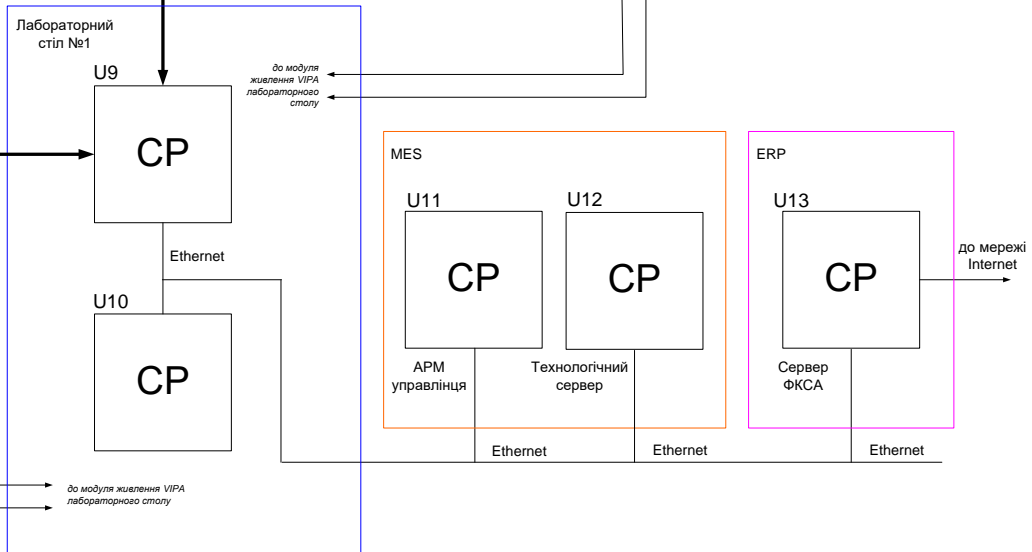 Лабораторний
стіл №1
U9
CP
до модуля
живлення VIPA
лабораторного
столу
Ethernet
U10
CP
до модуля живлення VIPA
лабораторного столу
MES
U11
CP
АРМ
управлінця
U12
CP
Технологічний
сервер
ERP
U13
CP
Сервер
ФКСА
до мережі
Internet
Ethernet
Ethernet
Ethernet